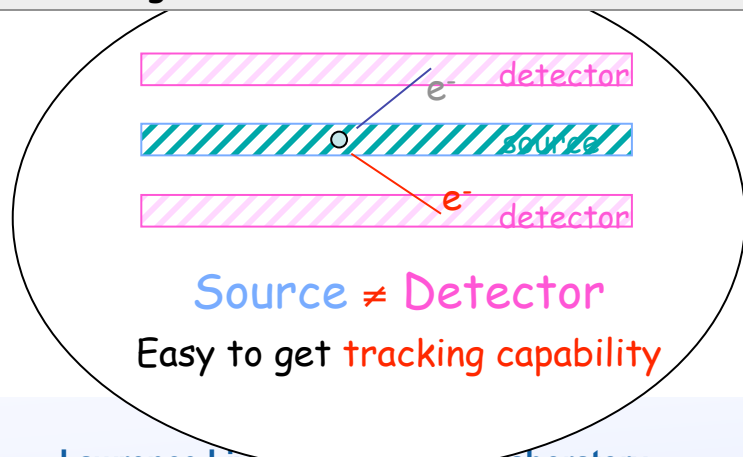 detector
e-
source
e-
detector
Source ≠ Detector
Easy to get tracking capability